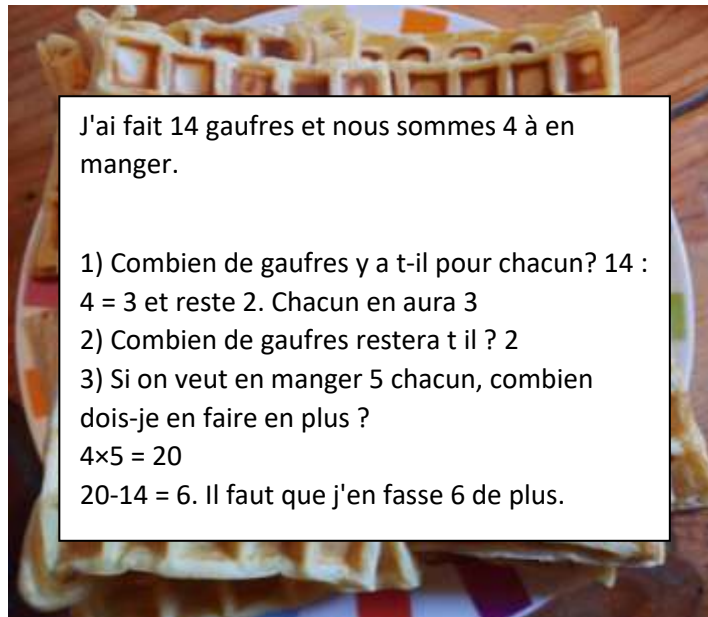 J'ai fait 14 gaufres et nous sommes 4 à en
manger.
1) Combien de gaufres y a t-il pour chacun? 14 :
4 = 3 et reste 2. Chacun en aura 3
2) Combien de gaufres restera t il ? 2
3) Si on veut en manger 5 chacun, combien
dois-je en faire en plus ?
4×5 = 20
20-14 = 6. Il faut que j'en fasse 6 de plus.